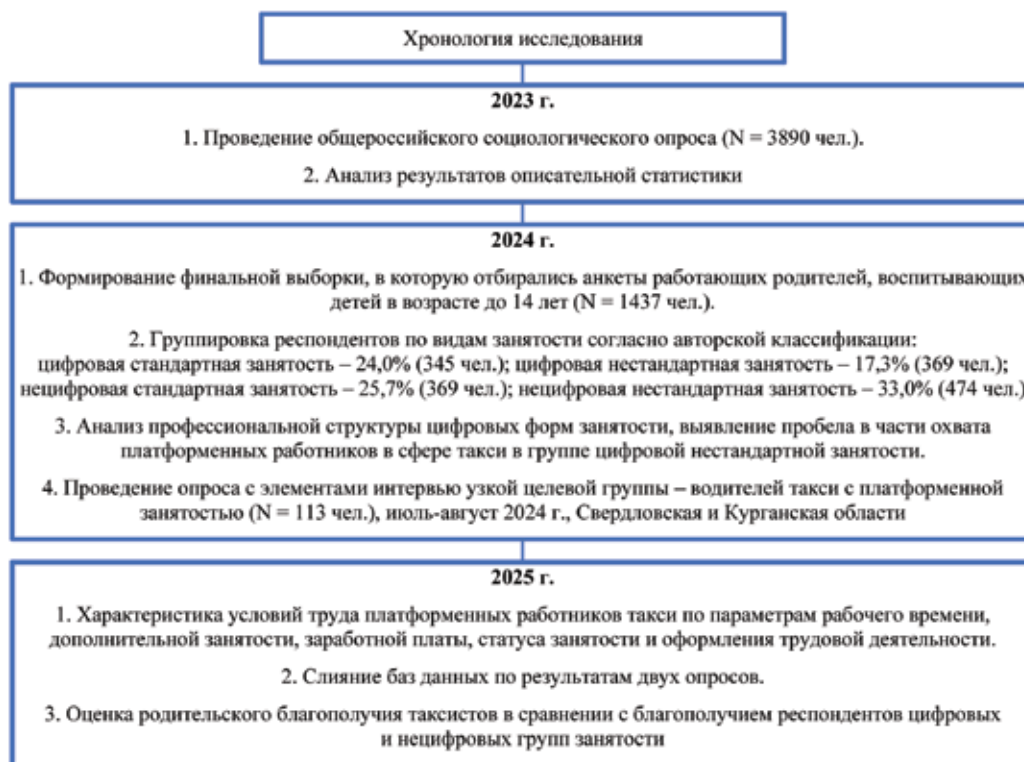 Хронология исследования
2023 г.
1. Проведение общероссийского социологического опроса (N = 3890 чел.).
2. Анализ результатов описательной статистики
2024 г.
1. Формирование финальной выборки, в которую отбирались анкеты работающих родителей, воспитывающих
детей в возрасте до 14 лет (N = 1437 чел.).
2. Группировка респондентов по видам занятости согласно авторской классификации:
цифровая стандартная занятость – 24,0% (345 чел.); цифровая нестандартная занятость – 17,3% (369 чел.);
нецифровая стандартная занятость – 25,7% (369 чел.); нецифровая нестандартная занятость – 33,0% (474 чел.)
3. Анализ профессиональной структуры цифровых форм занятости, выявление пробела в части охвата
платформенных работников в сфере такси в группе цифровой нестандартной занятости.
4. Проведение опроса с элементами интервью узкой целевой группы – водителей такси с платформенной
занятостью (N = 113 чел.), июль-август 2024 г., Свердловская и Курганская области
2025 г.
1. Характеристика условий труда платформенных работников такси по параметрам рабочего времени,
дополнительной занятости, заработной платы, статуса занятости и оформления трудовой деятельности.
2. Слияние баз данных по результатам двух опросов.
3. Оценка родительского благополучия таксистов в сравнении с благополучием респондентов цифровых
и нецифровых групп занятости